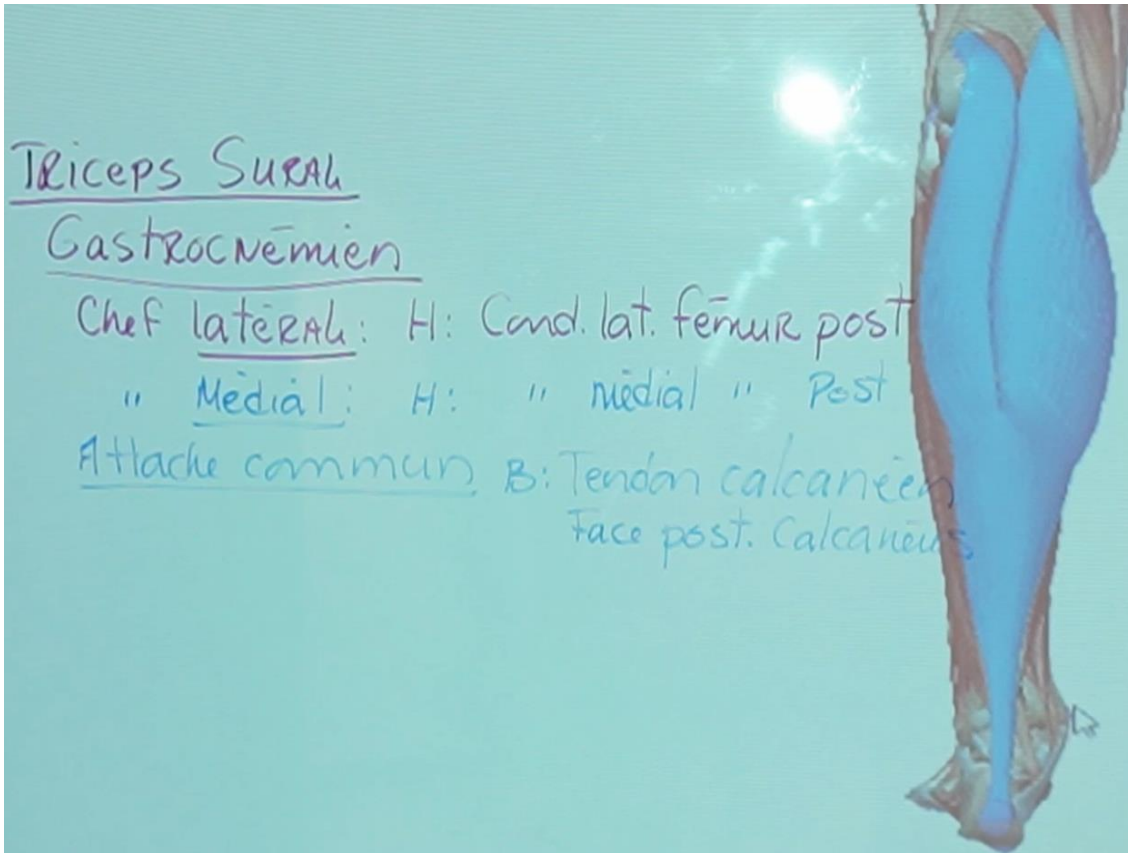 Triceps Sural
Gastrocnémien
Chef latéral : H : Cond. lat. fémur post
" Médial : H : " médial " Post
Attache commun B : Tendon calcanéen
Face post. Calcanéus